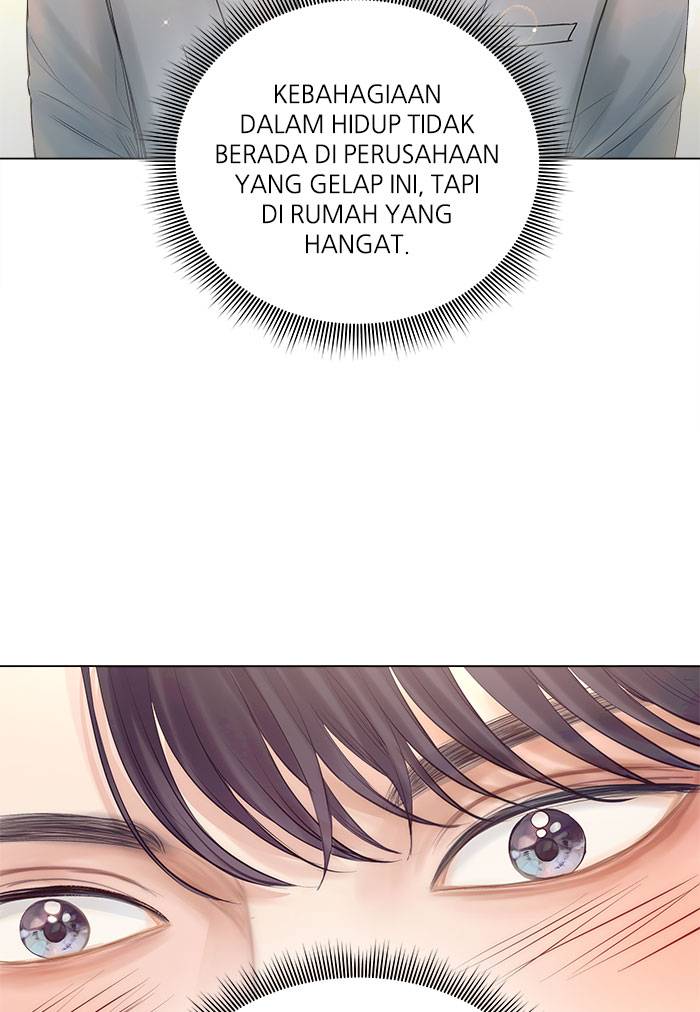 KEBAHAGIAAN
DALAM HIDUP TIDAK
BERADA DI PERUSAHAAN
YANG GELAP INI, TAPI
DI RUMAH YANG
HANGAT.